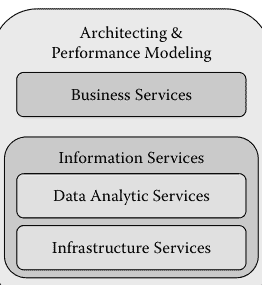 Architecting &
Performance Modeling
Business Services
Information Services
Data Analytic Services
Infrastructure Services